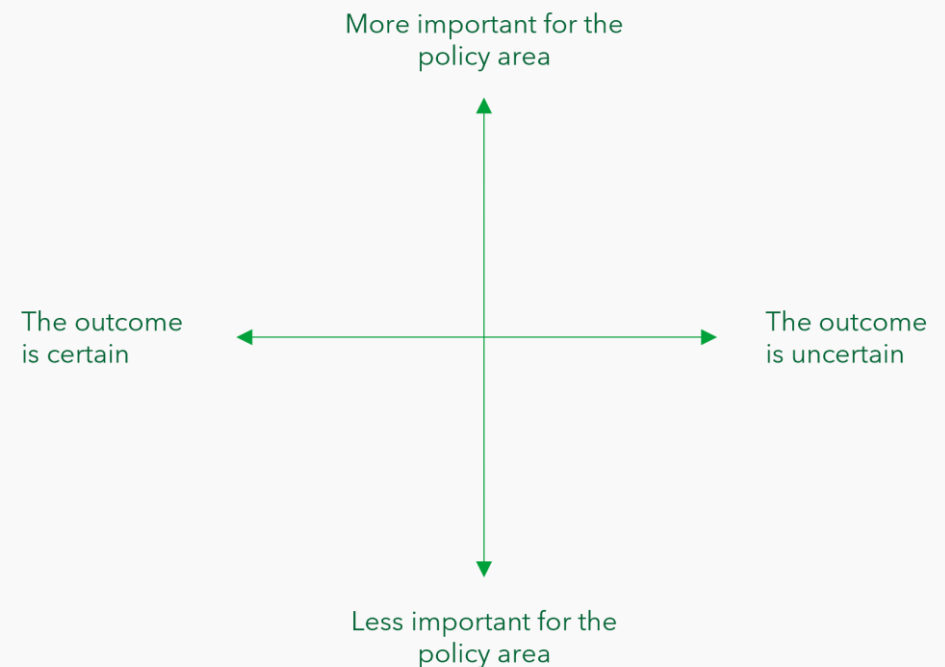 More important for the
policy area
The outcome
is certain
The outcome
is uncertain
Less important for the
policy area